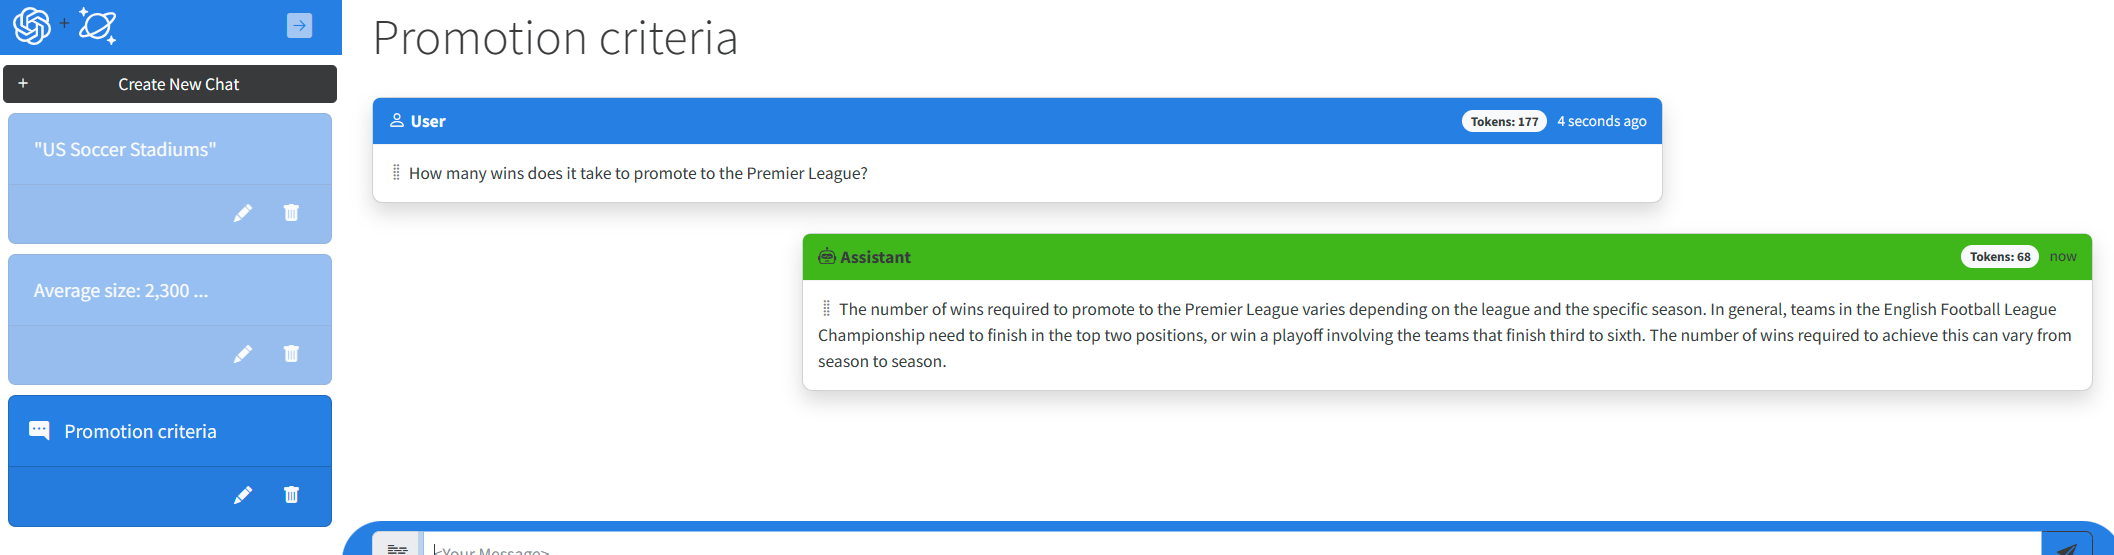 +
+ Create New Chat
"US Soccer Stadiums"
Average size: 2,300 ...
Promotion criteria
Promotion criteria
User Tokens: 177 4 seconds ago
How many wins does it take to promote to the Premier League?
Assistant Tokens: 68 now
The number of wins required to promote to the Premier League varies depending on the league and the specific season. In general, teams in the English Football League
Championship need to finish in the top two positions, or win a playoff involving the teams that finish third to sixth. The number of wins required to achieve this can vary from
season to season.
<Your Message>